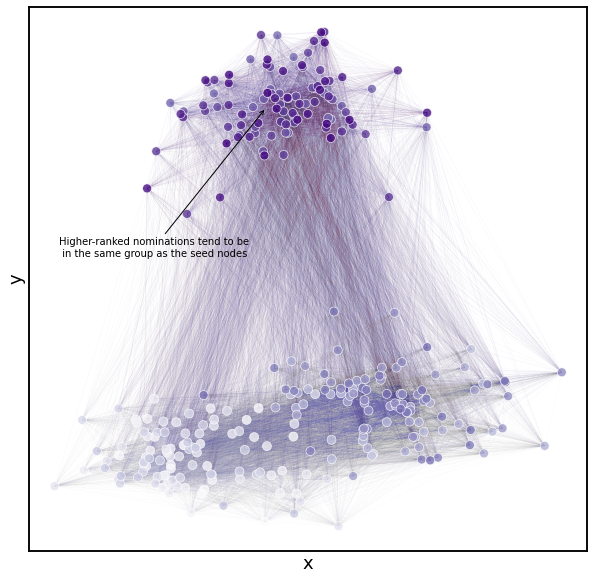 y
Higher-ranked nominations tend to be
in the same group as the seed nodes
x